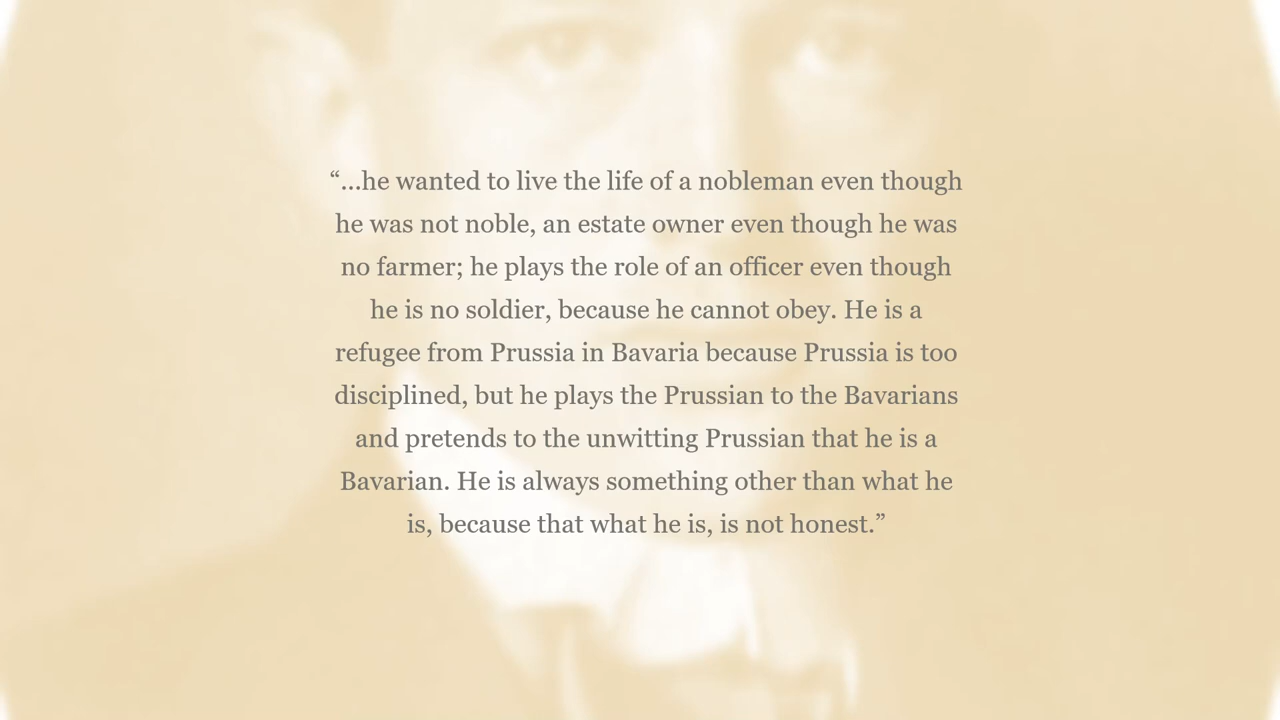 “...he wanted to live the life of a nobleman even though
he was not noble, an estate owner even though he was
no farmer; he plays the role of an officer even though
he is no soldier, because he cannot obey. He is a
refugee from Prussia in Bavaria because Prussia is too
disciplined, but he plays the Prussian to the Bavarians
and pretends to the unwitting Prussian that he is a
Bavarian. He is always something other than what he
is, because that what he is, is not honest.”